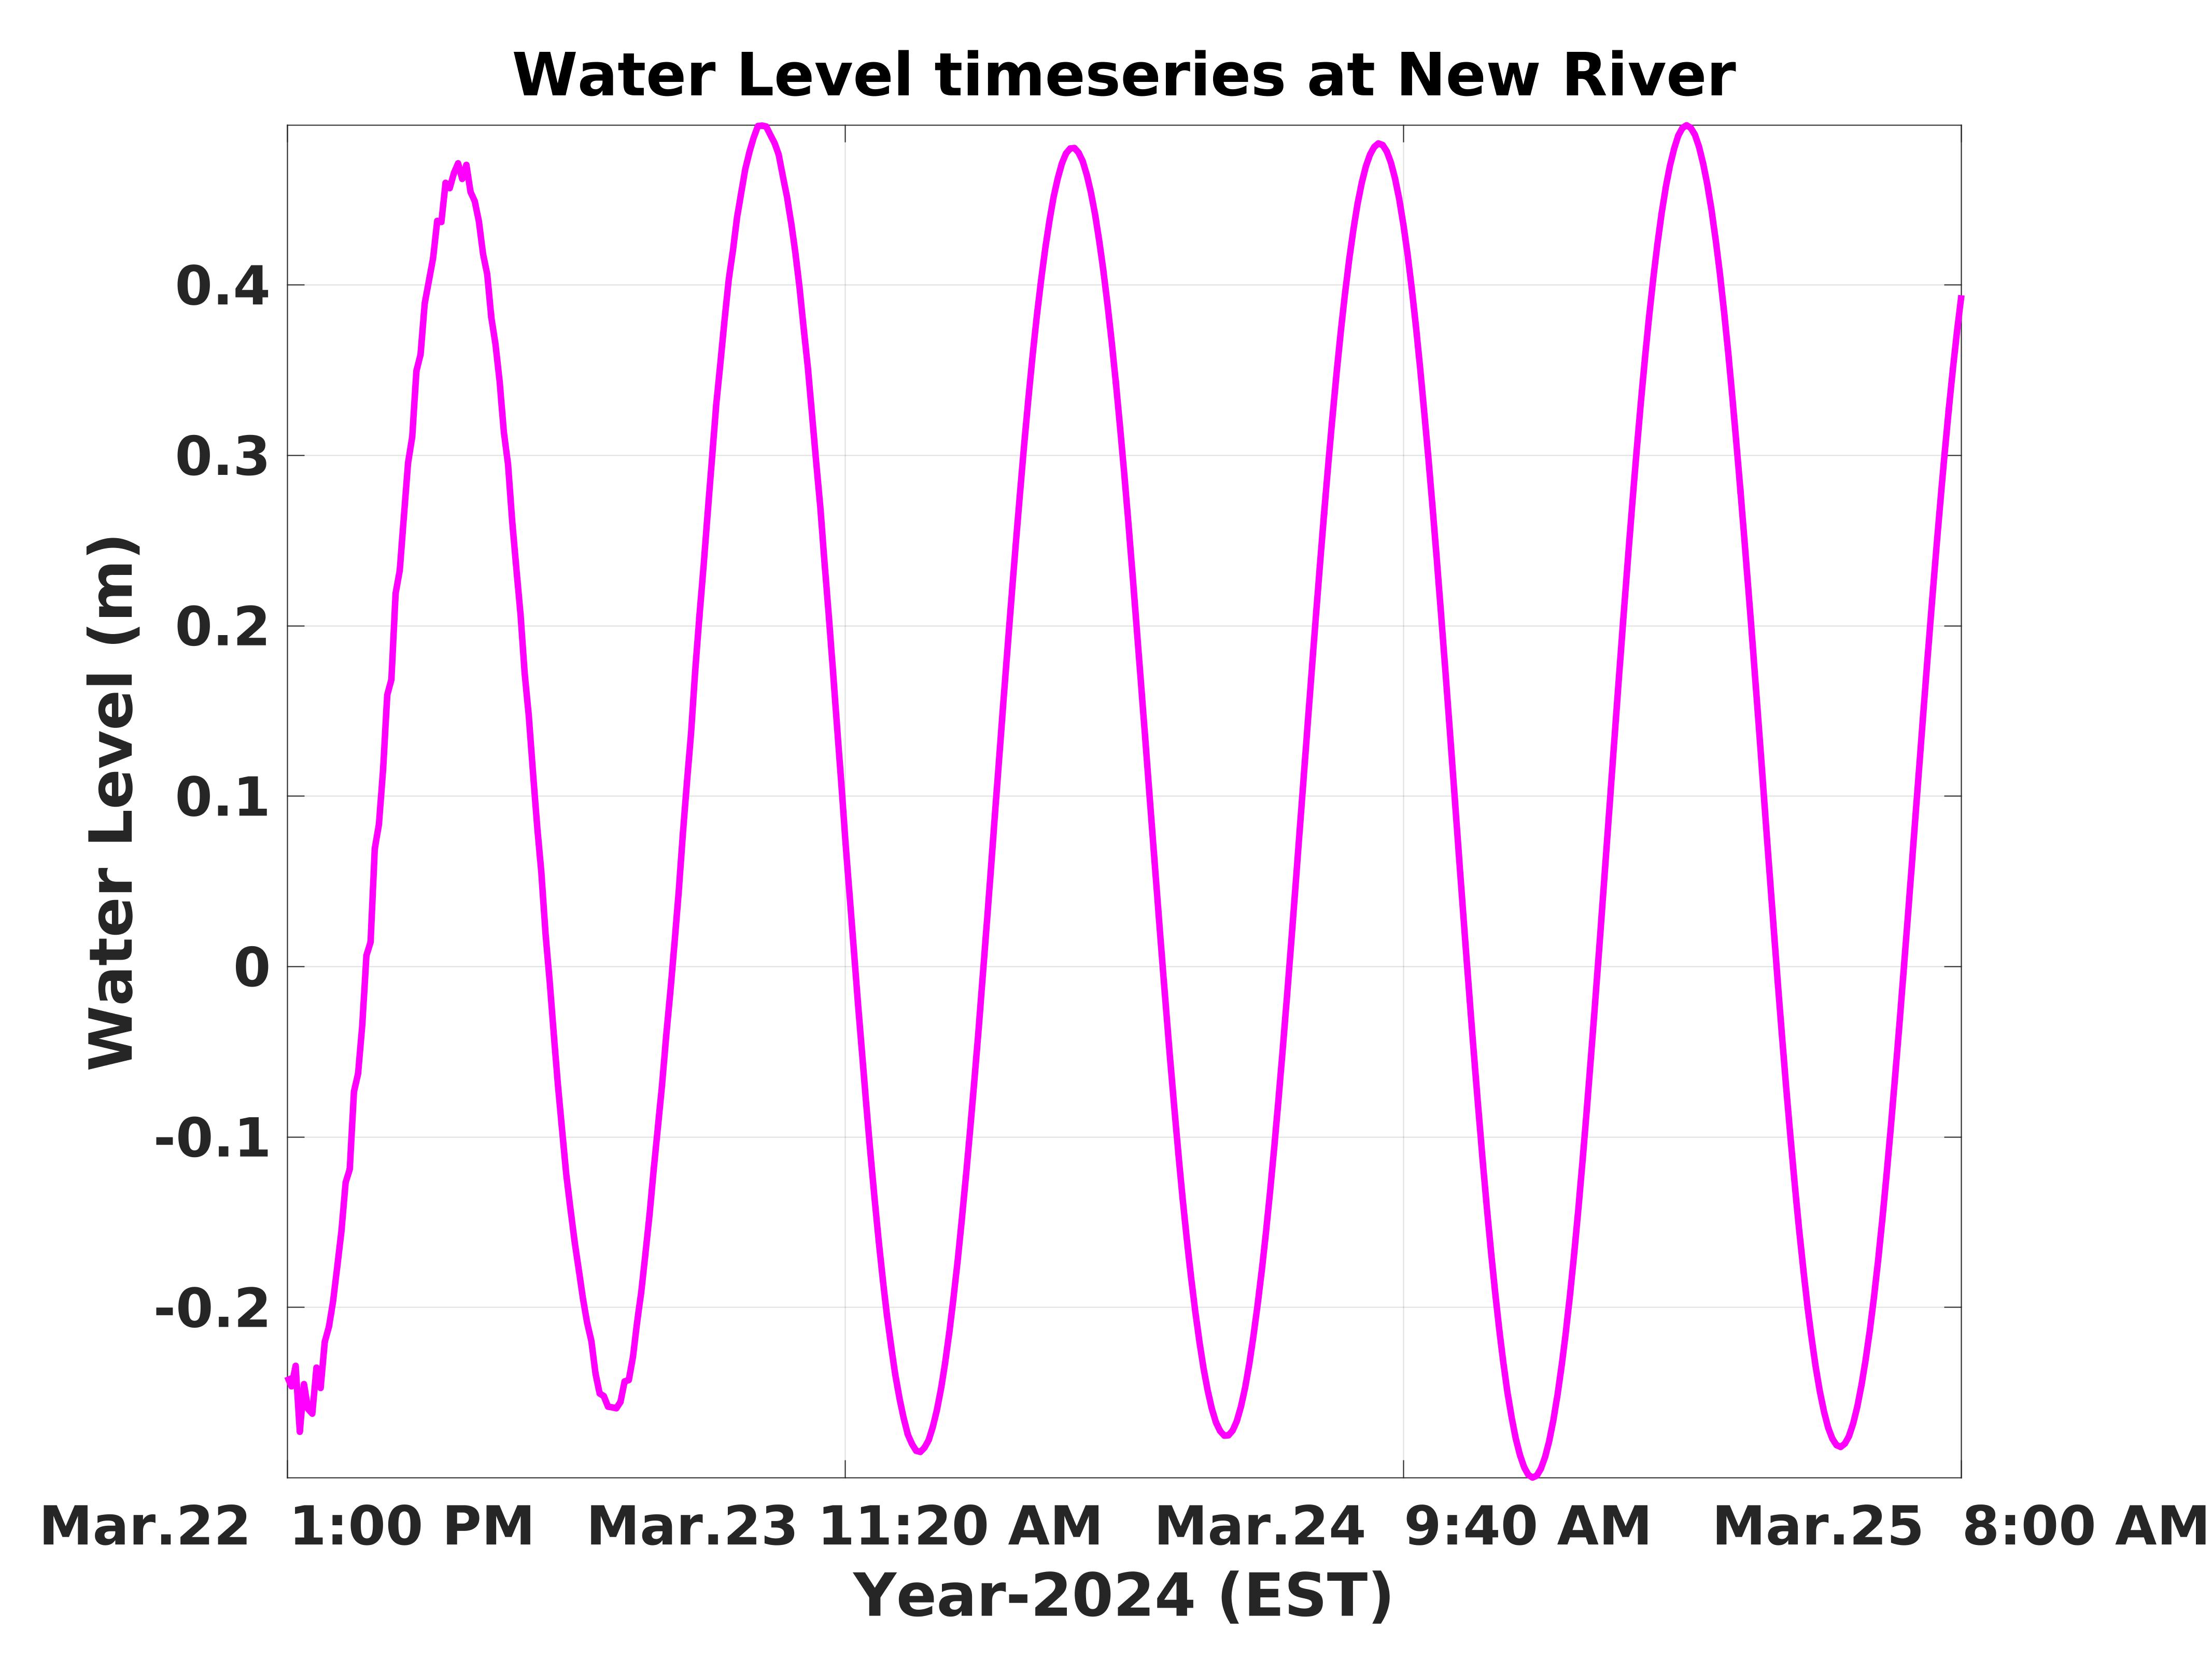 Water Level timeseries at New River
Water Level (m)
0.4
0.3
0.2
0.1
0
-0.1
-0.2
Mar.22 1:00 PM Mar.23 11:20 AM Mar.24 9:40 AM Mar.25 8:00 AM
Year-2024 (EST)